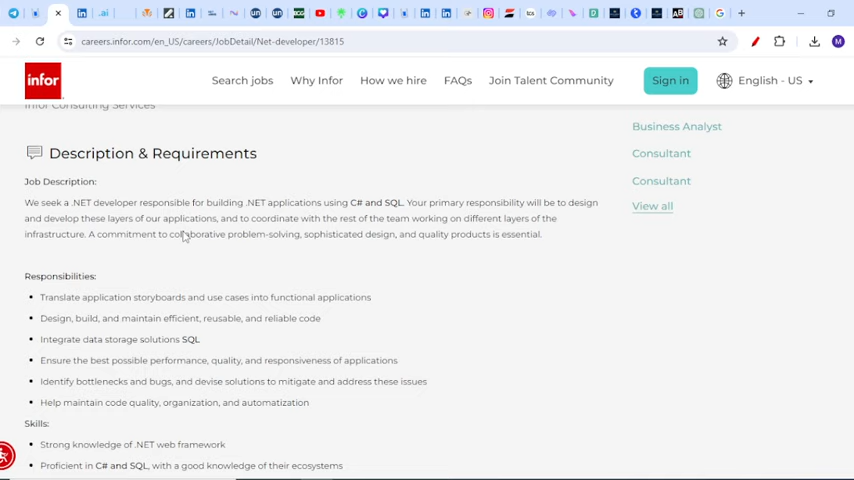 careers.infor.com/en_US/careers/JobDetail/Net-developer/13815
infor
Search jobs
Why Infor
How we hire
FAQs
Join Talent Community
Sign in
English - US
Infor Consulting Services
Description & Requirements
Job Description:
We seek a .NET developer responsible for building .NET applications using C# and SQL. Your primary responsibility will be to design
and develop these layers of our applications, and to coordinate with the rest of the team working on different layers of the
infrastructure. A commitment to collaborative problem-solving, sophisticated design, and quality products is essential.
Responsibilities:
Translate application storyboards and use cases into functional applications
Design, build, and maintain efficient, reusable, and reliable code
Integrate data storage solutions SQL
Ensure the best possible performance, quality, and responsiveness of applications
Identify bottlenecks and bugs, and devise solutions to mitigate and address these issues
Help maintain code quality, organization, and automatization
Skills:
Strong knowledge of .NET web framework
Proficient in C# and SQL, with a good knowledge of their ecosystems
Business Analyst
Consultant
Consultant
View all